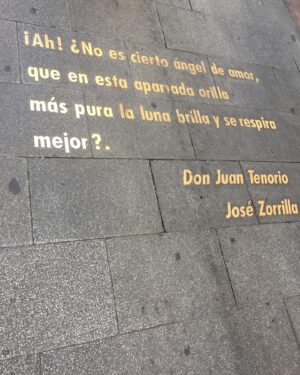 ¡Ah! ¿No es cierto ángel de amor,
que en esta apartada orilla
más pura la luna brilla y se respira
mejor?.
Don Juan Tenorio
José Zorrilla